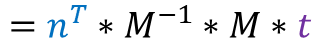 = n^T * M^{-1} * M * t